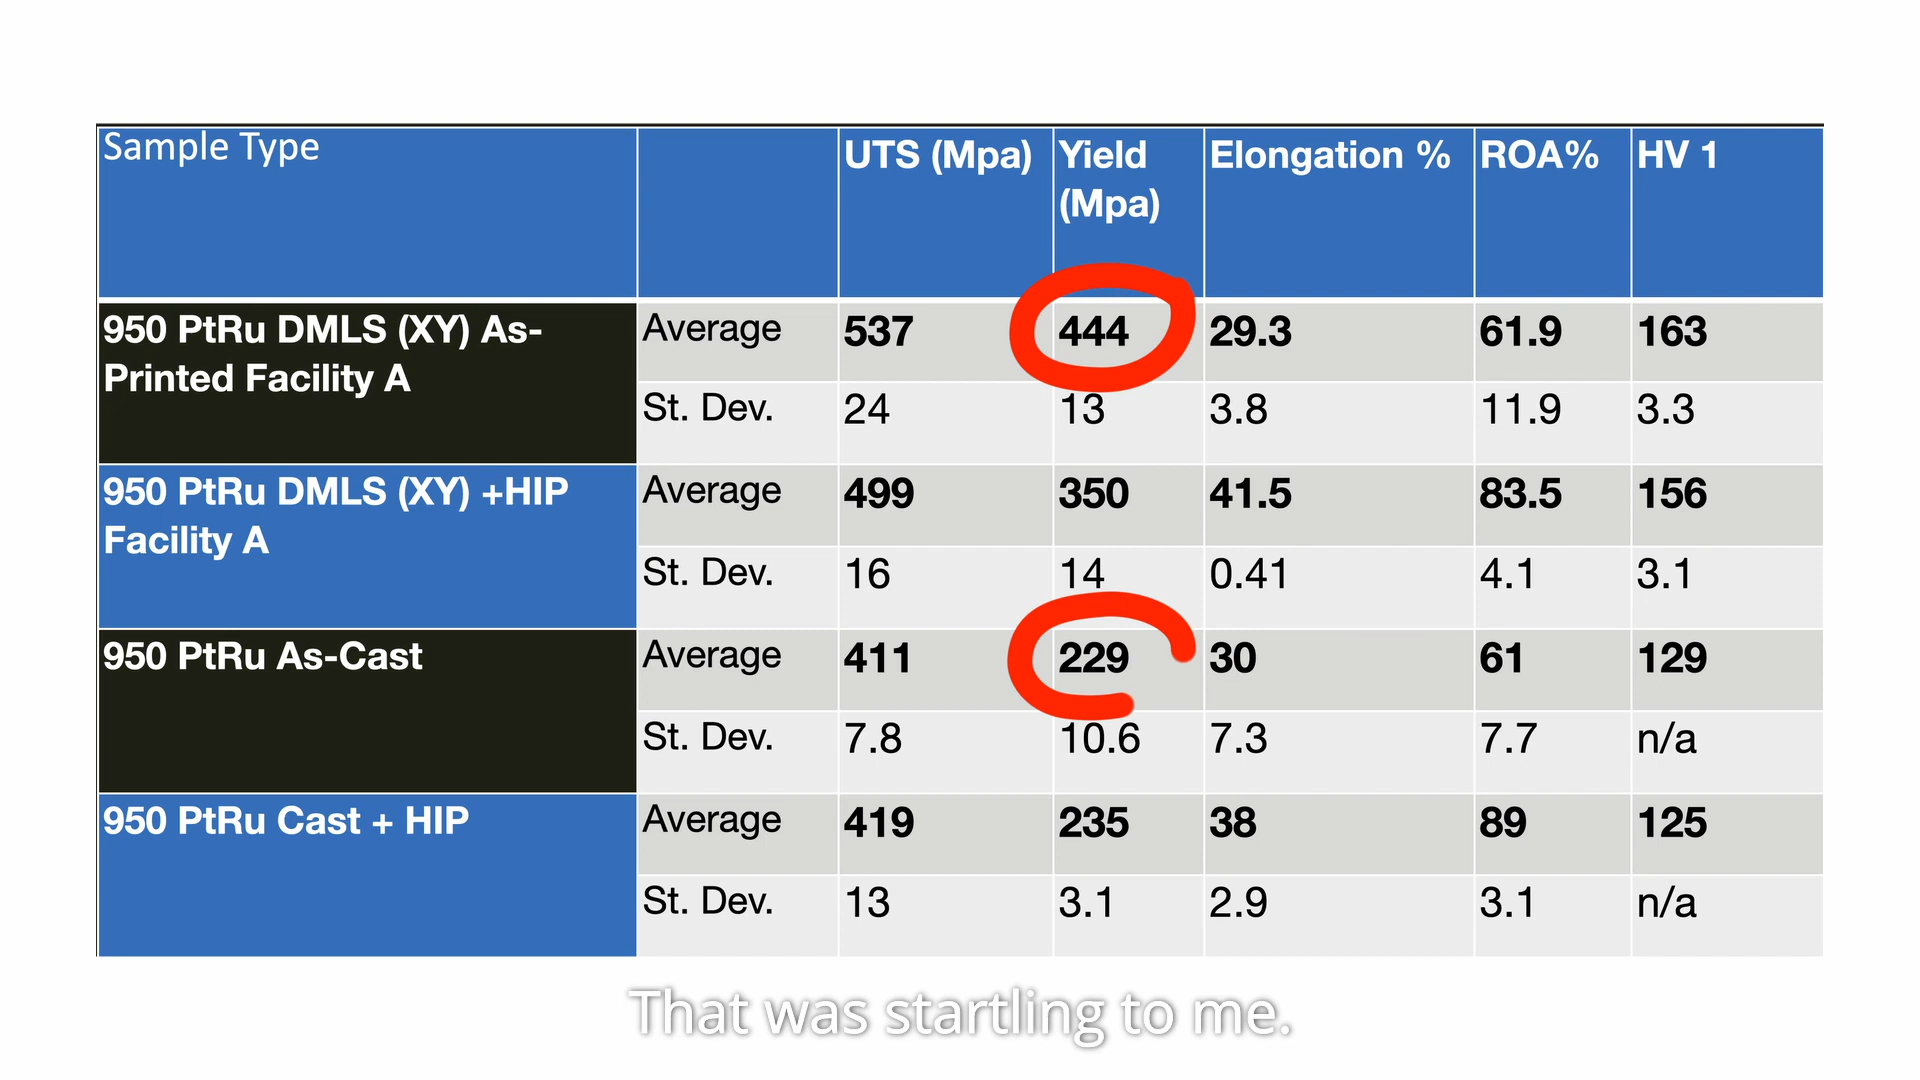 Sample Type UTS (Mpa) Yield (Mpa) Elongation % ROA% HV 1
950 PtRu DMLS (XY) As-Printed Facility A Average 537 444 29.3 61.9 163
St. Dev. 24 13 3.8 11.9 3.3
950 PtRu DMLS (XY) +HIP Facility A Average 499 350 41.5 83.5 156
St. Dev. 16 14 0.41 4.1 3.1
950 PtRu As-Cast Average 411 229 30 61 129
St. Dev. 7.8 10.6 7.3 7.7 n/a
950 PtRu Cast + HIP Average 419 235 38 89 125
St. Dev. 13 3.1 2.9 3.1 n/a
That was startling to me.